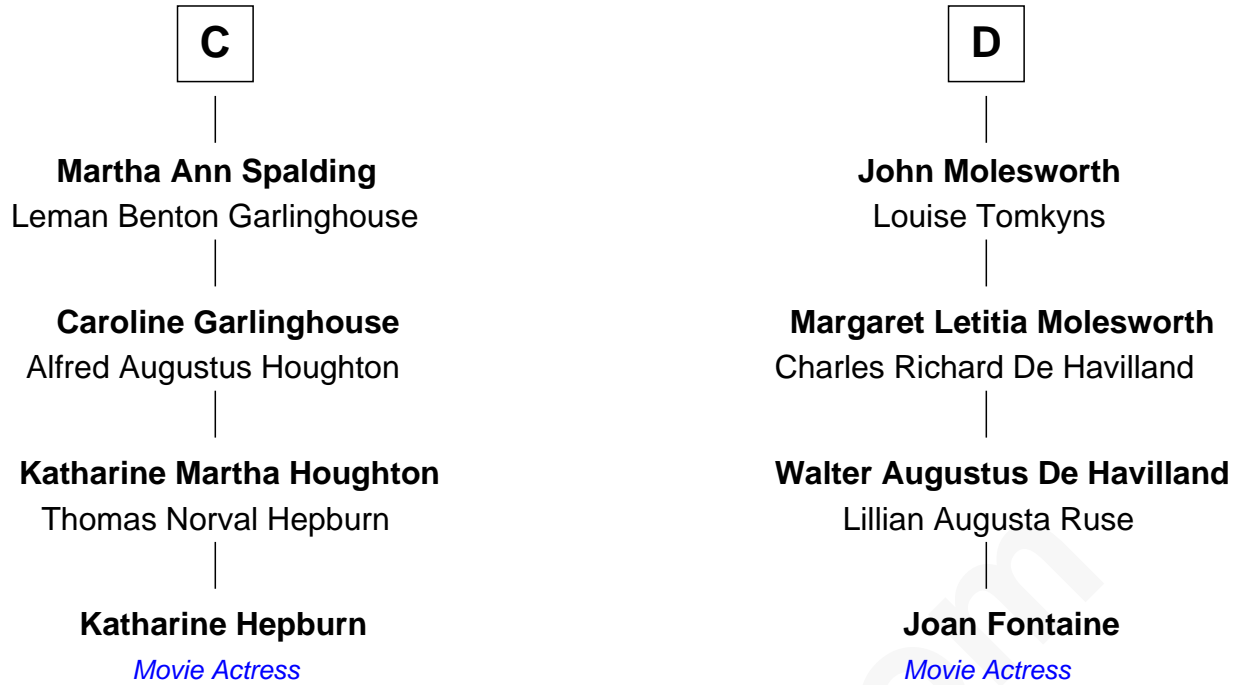 C
Martha Ann Spalding
Leman Benton Garlinghouse
Caroline Garlinghouse
Alfred Augustus Houghton
Katharine Martha Houghton
Thomas Norval Hepburn
Katharine Hepburn
Movie Actress
D
John Molesworth
Louise Tomkyns
Margaret Letitia Molesworth
Charles Richard De Havilland
Walter Augustus De Havilland
Lillian Augusta Ruse
Joan Fontaine
Movie Actress